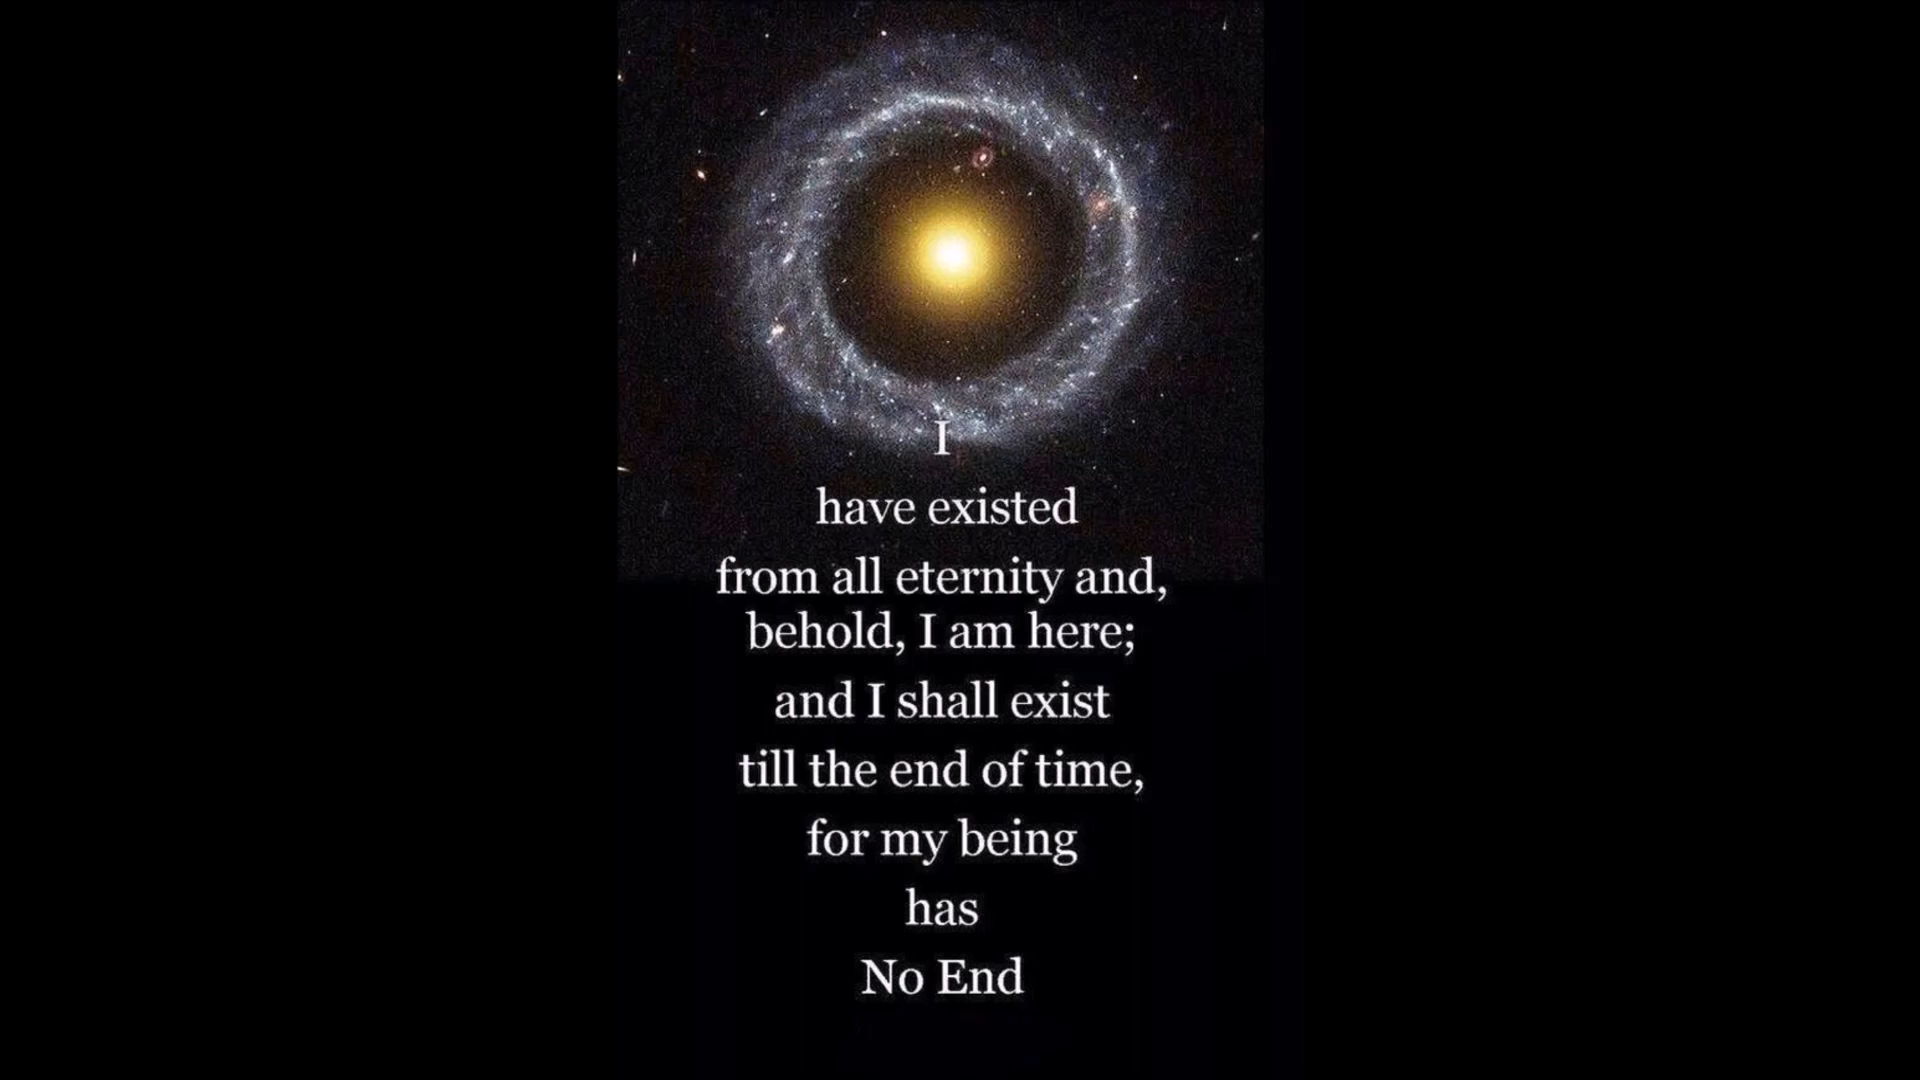 I
have existed
from all eternity and,
behold, I am here;
and I shall exist
till the end of time,
for my being
has
No End